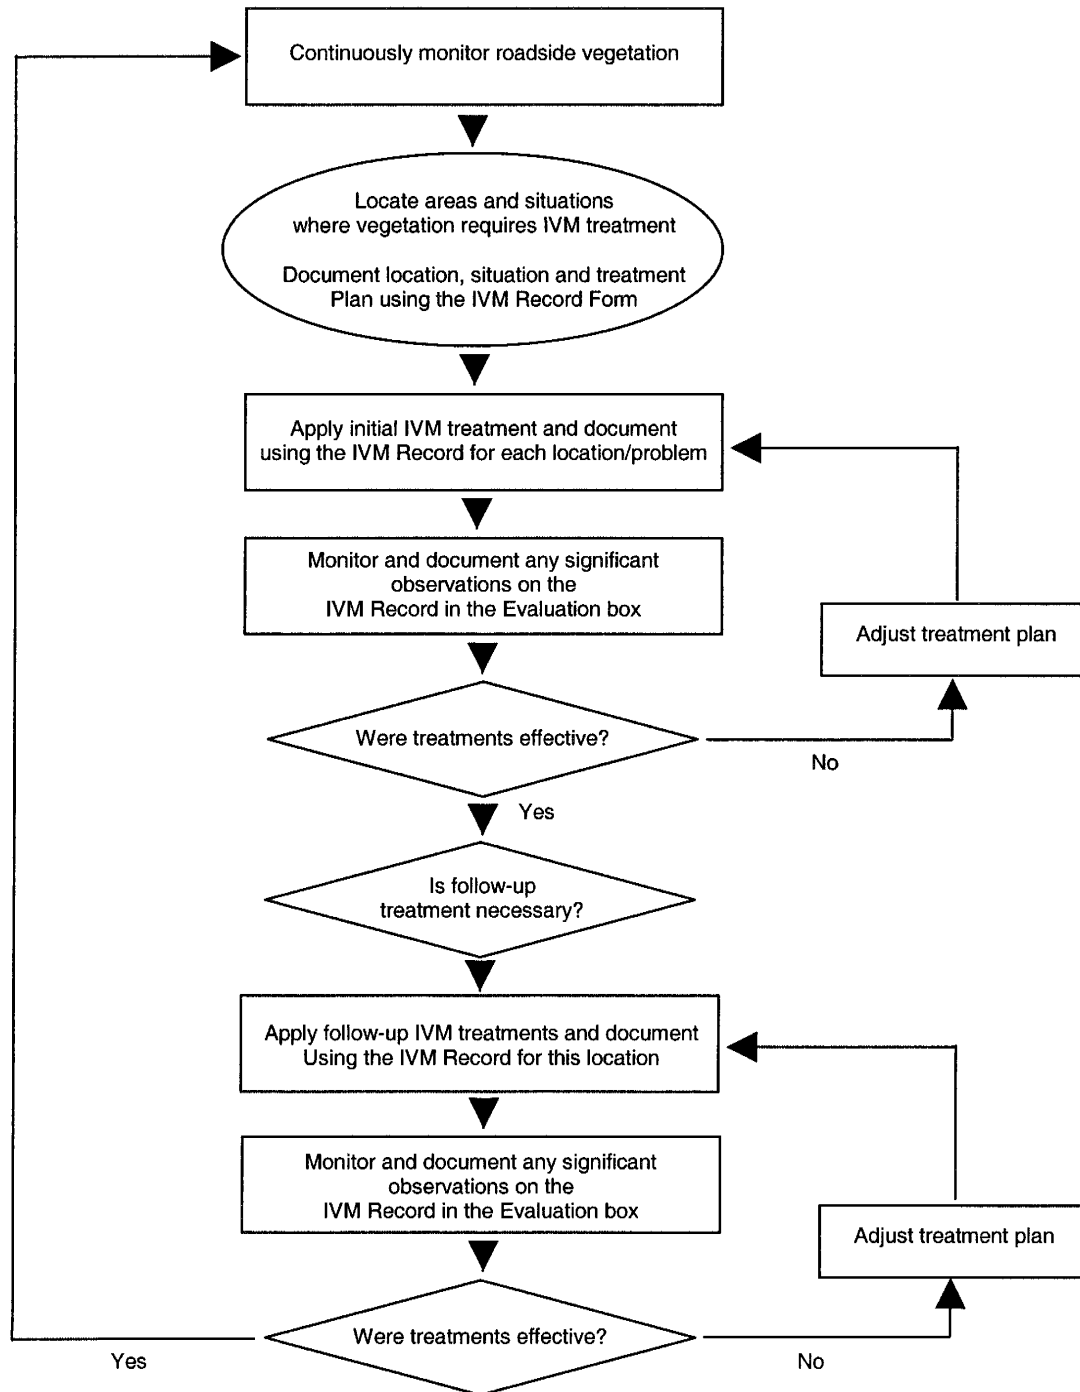 Continuously monitor roadside vegetation
Locate areas and situations
where vegetation requires IVM treatment
Document location, situation and treatment
Plan using the IVM Record Form
Apply initial IVM treatment and document
using the IVM Record for each location/problem
Monitor and document any significant
observations on the
IVM Record in the Evaluation box
Adjust treatment plan
Were treatments effective?
No
Yes
Is follow-up
treatment necessary?
Apply follow-up IVM treatments and document
Using the IVM Record for this location
Monitor and document any significant
observations on the
IVM Record in the Evaluation box
Adjust treatment plan
Were treatments effective?
Yes
No